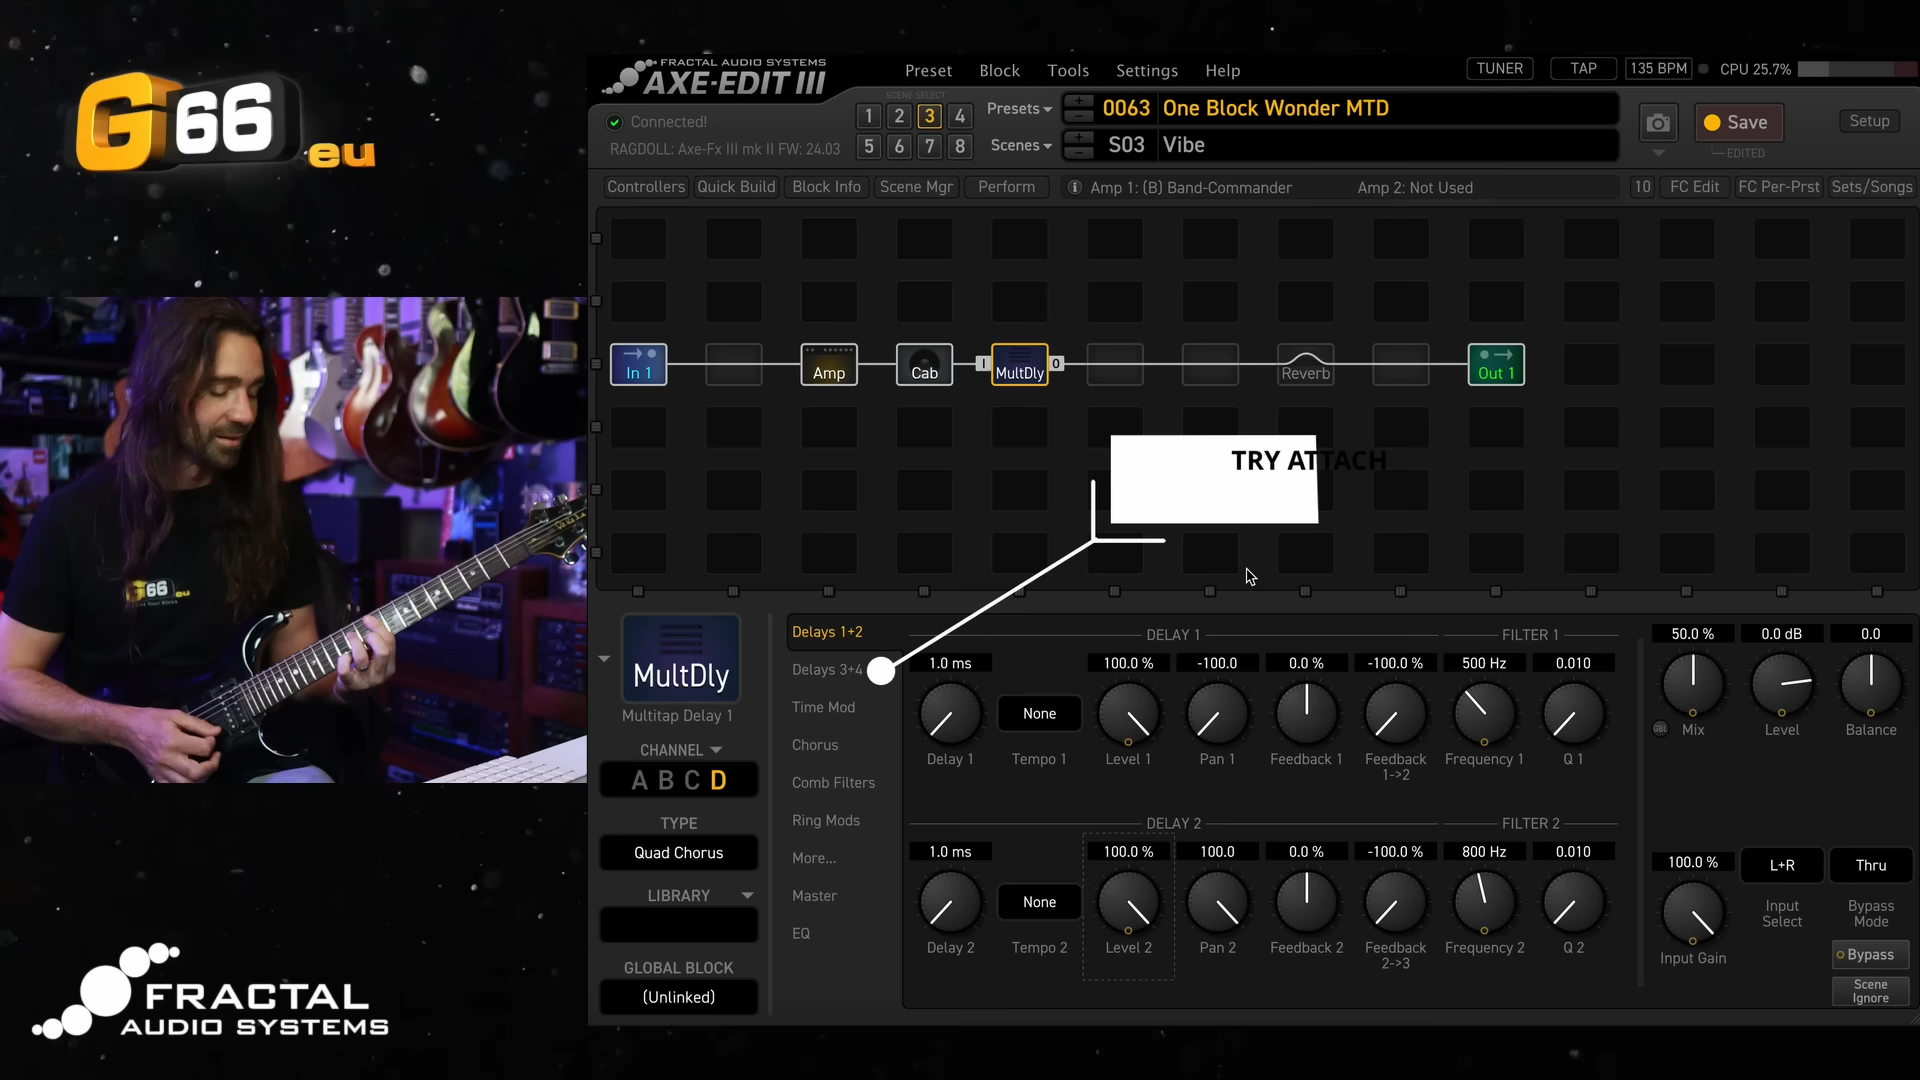 G66.eu
FRACTAL AUDIO SYSTEMS
AXE-EDIT III
Preset
Block
Tools
Settings
Help
TUNER
TAP
135 BPM
CPU 25.7%
Connected!
RAGDOLL: Axe-Fx III mk II FW: 24.03
SCENE SELECT
1 2 3 4
5 6 7 8
Presets
0063 One Block Wonder MTD
Scenes
S03 Vibe
Save
EDITED
Setup
Controllers
Quick Build
Block Info
Scene Mgr
Perform
Amp 1: (B) Band-Commander
Amp 2: Not Used
10
FC Edit
FC Per-Prst
Sets/Songs
In 1
Amp
Cab
I
MultDly
O
Reverb
Out 1
TRY ATTACH
G66.eu
MultDly
Multitap Delay 1
CHANNEL
A B C D
TYPE
Quad Chorus
LIBRARY
GLOBAL BLOCK
(Unlinked)
Delays 1+2
Delays 3+4
Time Mod
Chorus
Comb Filters
Ring Mods
More...
Master
EQ
DELAY 1
FILTER 1
1.0 ms
100.0 %
-100.0
0.0 %
-100.0 %
500 Hz
0.010
None
Delay 1
Tempo 1
Level 1
Pan 1
Feedback 1
Feedback
1->2
Frequency 1
Q 1
DELAY 2
FILTER 2
1.0 ms
100.0 %
100.0
0.0 %
-100.0 %
800 Hz
0.010
None
Delay 2
Tempo 2
Level 2
Pan 2
Feedback 2
Feedback
2->3
Frequency 2
Q 2
50.0 %
0.0 dB
0.0
GBL
Mix
Level
Balance
100.0 %
L+R
Thru
Input Gain
Input
Select
Bypass
Mode
Bypass
Scene
Ignore
FRACTAL
AUDIO SYSTEMS